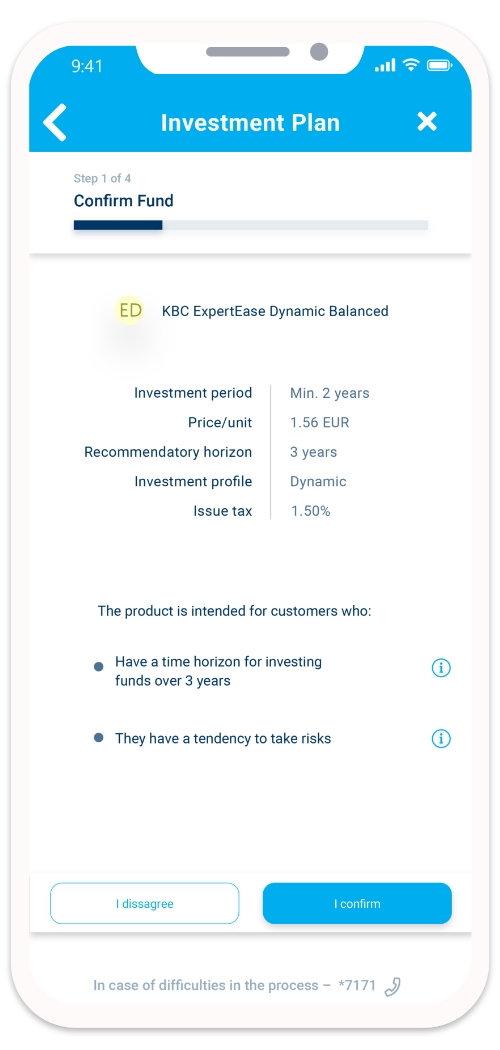 9:41
Investment Plan
Step 1 of 4
Confirm Fund
ED KBC ExpertEase Dynamic Balanced
Investment period Min. 2 years
Price/unit 1.56 EUR
Recommendatory horizon 3 years
Investment profile Dynamic
Issue tax 1.50%
The product is intended for customers who:
Have a time horizon for investing
funds over 3 years
They have a tendency to take risks
I dissagree I confirm
In case of difficulties in the process – *7171